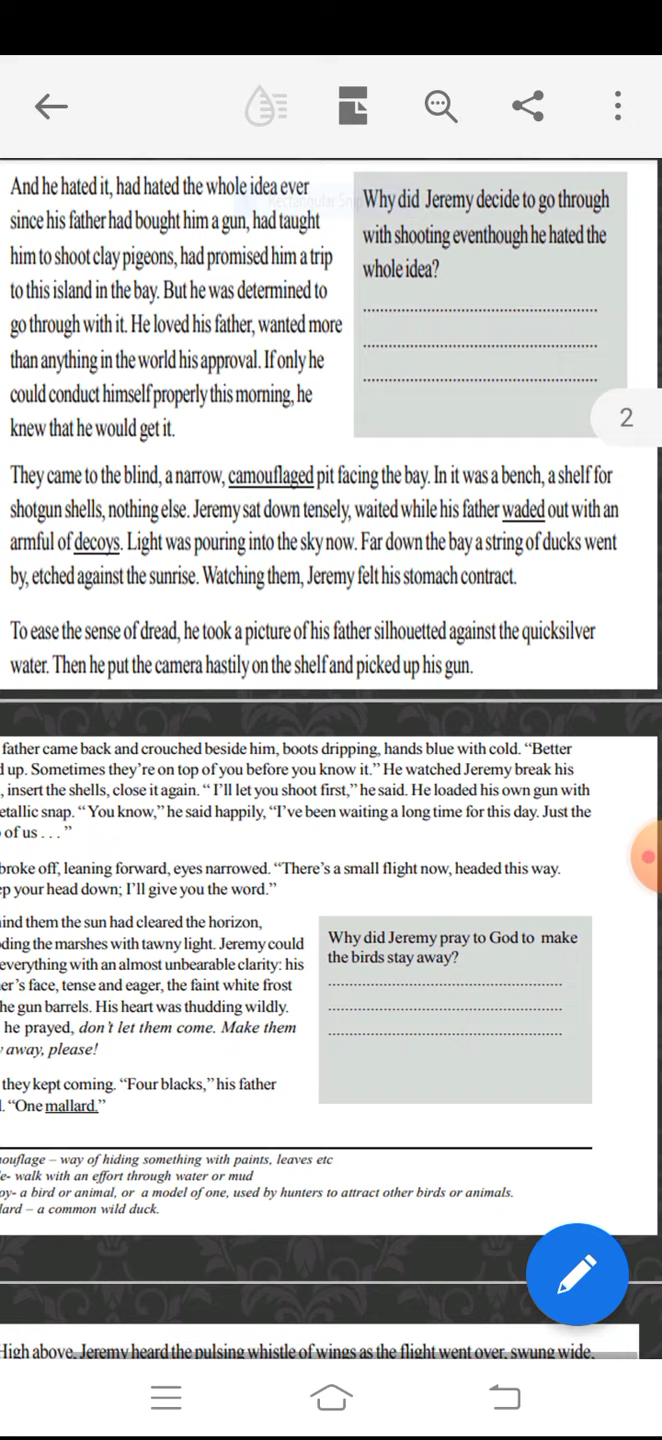 And he hated it, had hated the whole idea ever
since his father had bought him a gun, had taught
him to shoot clay pigeons, had promised him a trip
to this island in the bay. But he was determined to
go through with it. He loved his father, wanted more
than anything in the world his approval. If only he
could conduct himself properly this morning, he
knew that he would get it.
Why did Jeremy decide to go through
with shooting eventhough he hated the
whole idea?
2
They came to the blind, a narrow, camouflaged pit facing the bay. In it was a bench, a shelf for
shotgun shells, nothing else. Jeremy sat down tensely, waited while his father waded out with an
armful of decoys. Light was pouring into the sky now. Far down the bay a string of ducks went
by, etched against the sunrise. Watching them, Jeremy felt his stomach contract.
To ease the sense of dread, he took a picture of his father silhouetted against the quicksilver
water. Then he put the camera hastily on the shelf and picked up his gun.
father came back and crouched beside him, boots dripping, hands blue with cold. “Better
d up. Sometimes they're on top of you before you know it.” He watched Jeremy break his
, insert the shells, close it again. “ I'll let you shoot first,” he said. He loaded his own gun with
etallic snap. “You know,” he said happily, “I've been waiting a long time for this day. Just the
of us . . . ”
broke off, leaning forward, eyes narrowed. “There's a small flight now, headed this way.
ep your head down; I'll give you the word.”
ind them the sun had cleared the horizon,
ding the marshes with tawny light. Jeremy could
everything with an almost unbearable clarity: his
er's face, tense and eager, the faint white frost
he gun barrels. His heart was thudding wildly.
he prayed, don't let them come. Make them
away, please!
Why did Jeremy pray to God to make
the birds stay away?
they kept coming. “Four blacks,” his father
. “One mallard.”
ouflage – way of hiding something with paints, leaves etc
e- walk with an effort through water or mud
oy- a bird or animal, or a model of one, used by hunters to attract other birds or animals.
lard – a common wild duck.
High above, Jeremy heard the pulsing whistle of wings as the flight went over, swung wide,